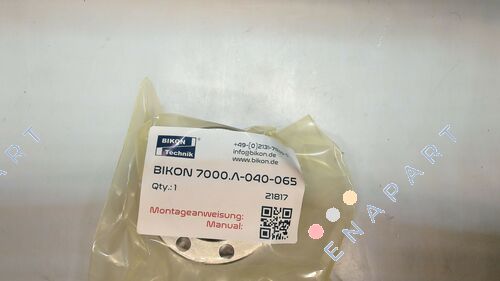 BIKON
Technik
info@bikon.de
www.bikon.de
BIKON 7000.A-040-065
Qty.: 1
21817
Montageanweisung:
Manual:
ENAPART